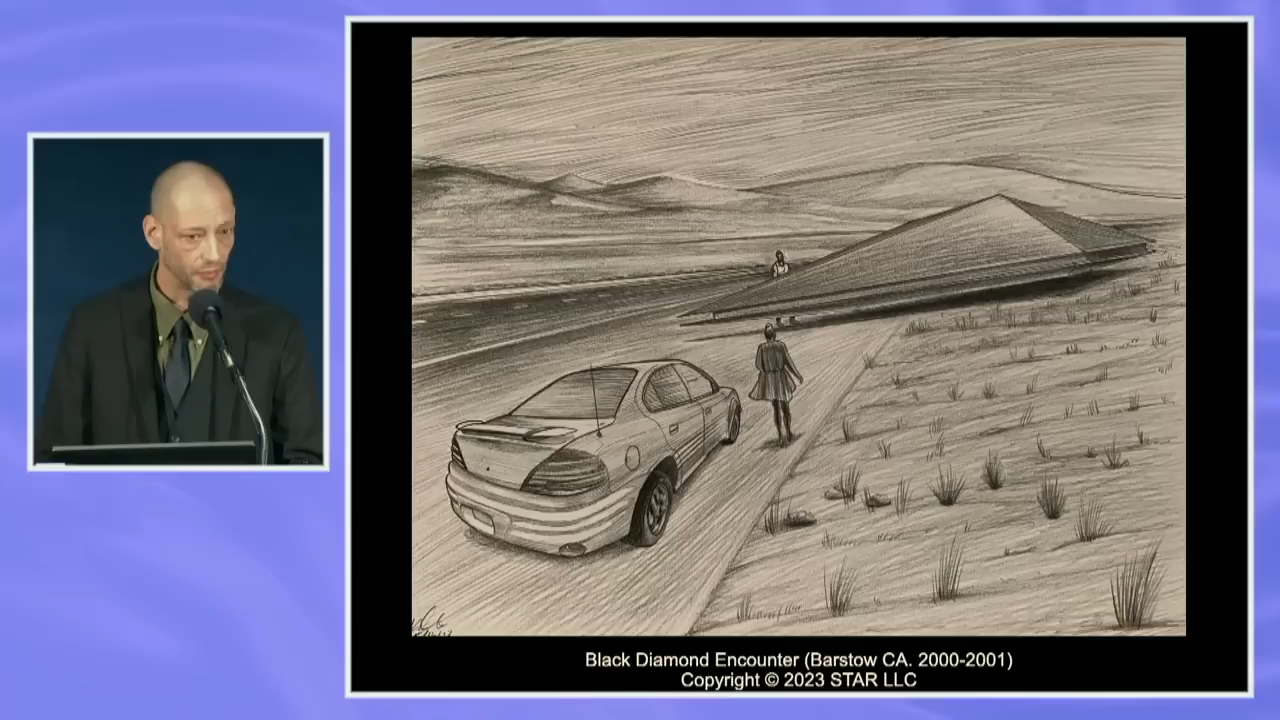 Black Diamond Encounter (Barstow CA. 2000-2001)
Copyright © 2023 STAR LLC